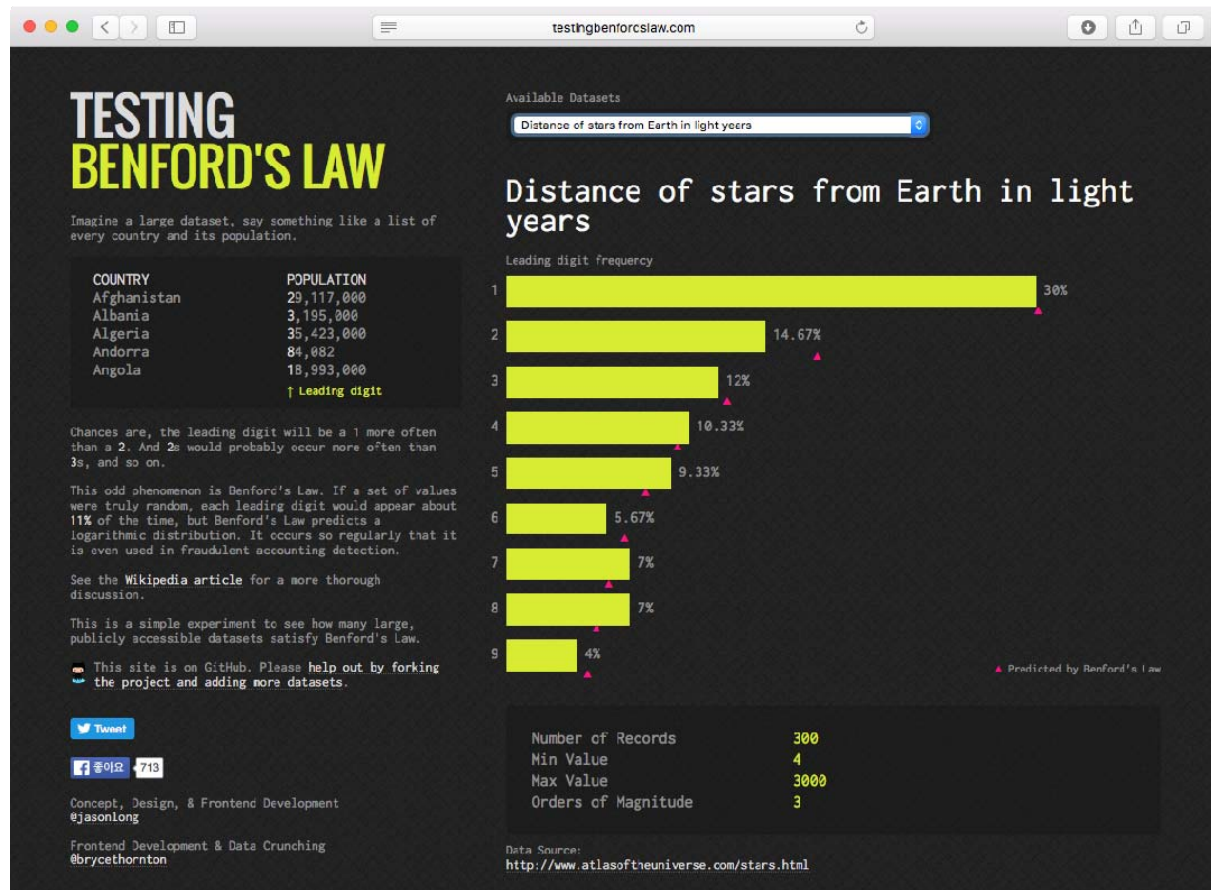 testingbenforcslaw.com
TESTING
BENFORD'S LAW
Imagine a large dataset, say something like a list of
every country and its population.
COUNTRY POPULATION
Afghanistan 29,117,000
Albania 3,195,000
Algeria 35,423,000
Andorra 84,082
Angola 18,993,000
↑ Leading digit
Chances are, the leading digit will be a 1 more often
than a 2. And 2s would probably occur more often than
3s, and so on.
This odd phenomenon is Benford's Law. If a set of values
were truly random, each leading digit would appear about
11% of the time, but Benford's Law predicts a
logarithmic distribution. It occurs so regularly that it
is even used in fraudulent accounting detection.
See the Wikipedia article for a more thorough
discussion.
This is a simple experiment to see how many large,
publicly accessible datasets satisfy Benford's Law.
This site is on GitHub. Please help out by forking
the project and adding more datasets.
Tweet
좋아요 713
Concept, Design, & Frontend Development
@jasonlong
Frontend Development & Data Crunching
@brycethornton
Available Datasets
Distance of stars from Earth in light years
Distance of stars from Earth in light
years
Leading digit frequency
1 30%
2 14.67%
3 12%
4 10.33%
5 9.33%
6 5.67%
7 7%
8 7%
9 4%
▲ Predicted by Benford's Law
Number of Records 300
Min Value 4
Max Value 3000
Orders of Magnitude 3
Data Source:
http://www.atlasoftheuniverse.com/stars.html